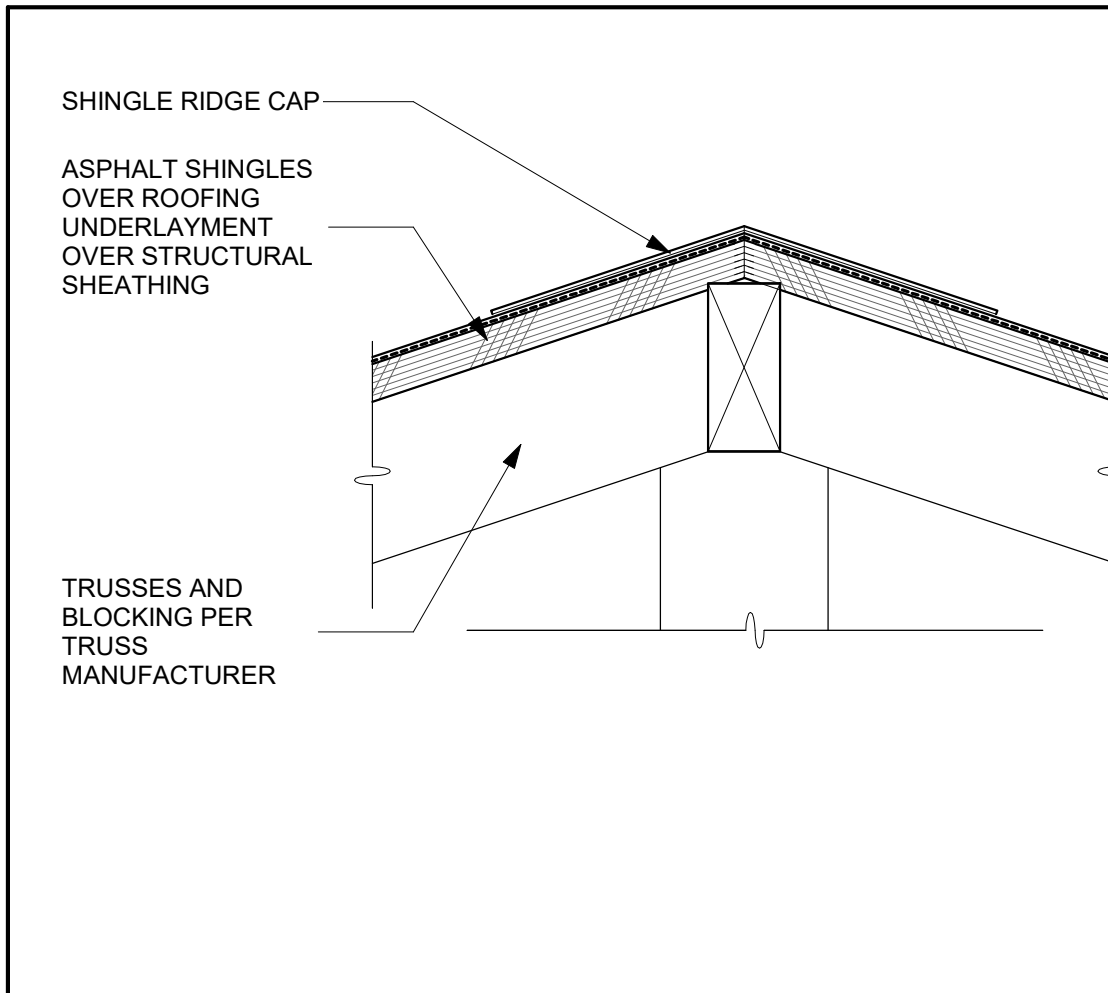 SHINGLE RIDGE CAP
ASPHALT SHINGLES
OVER ROOFING
UNDERLAYMENT
OVER STRUCTURAL
SHEATHING
TRUSSES AND
BLOCKING PER
TRUSS
MANUFACTURER